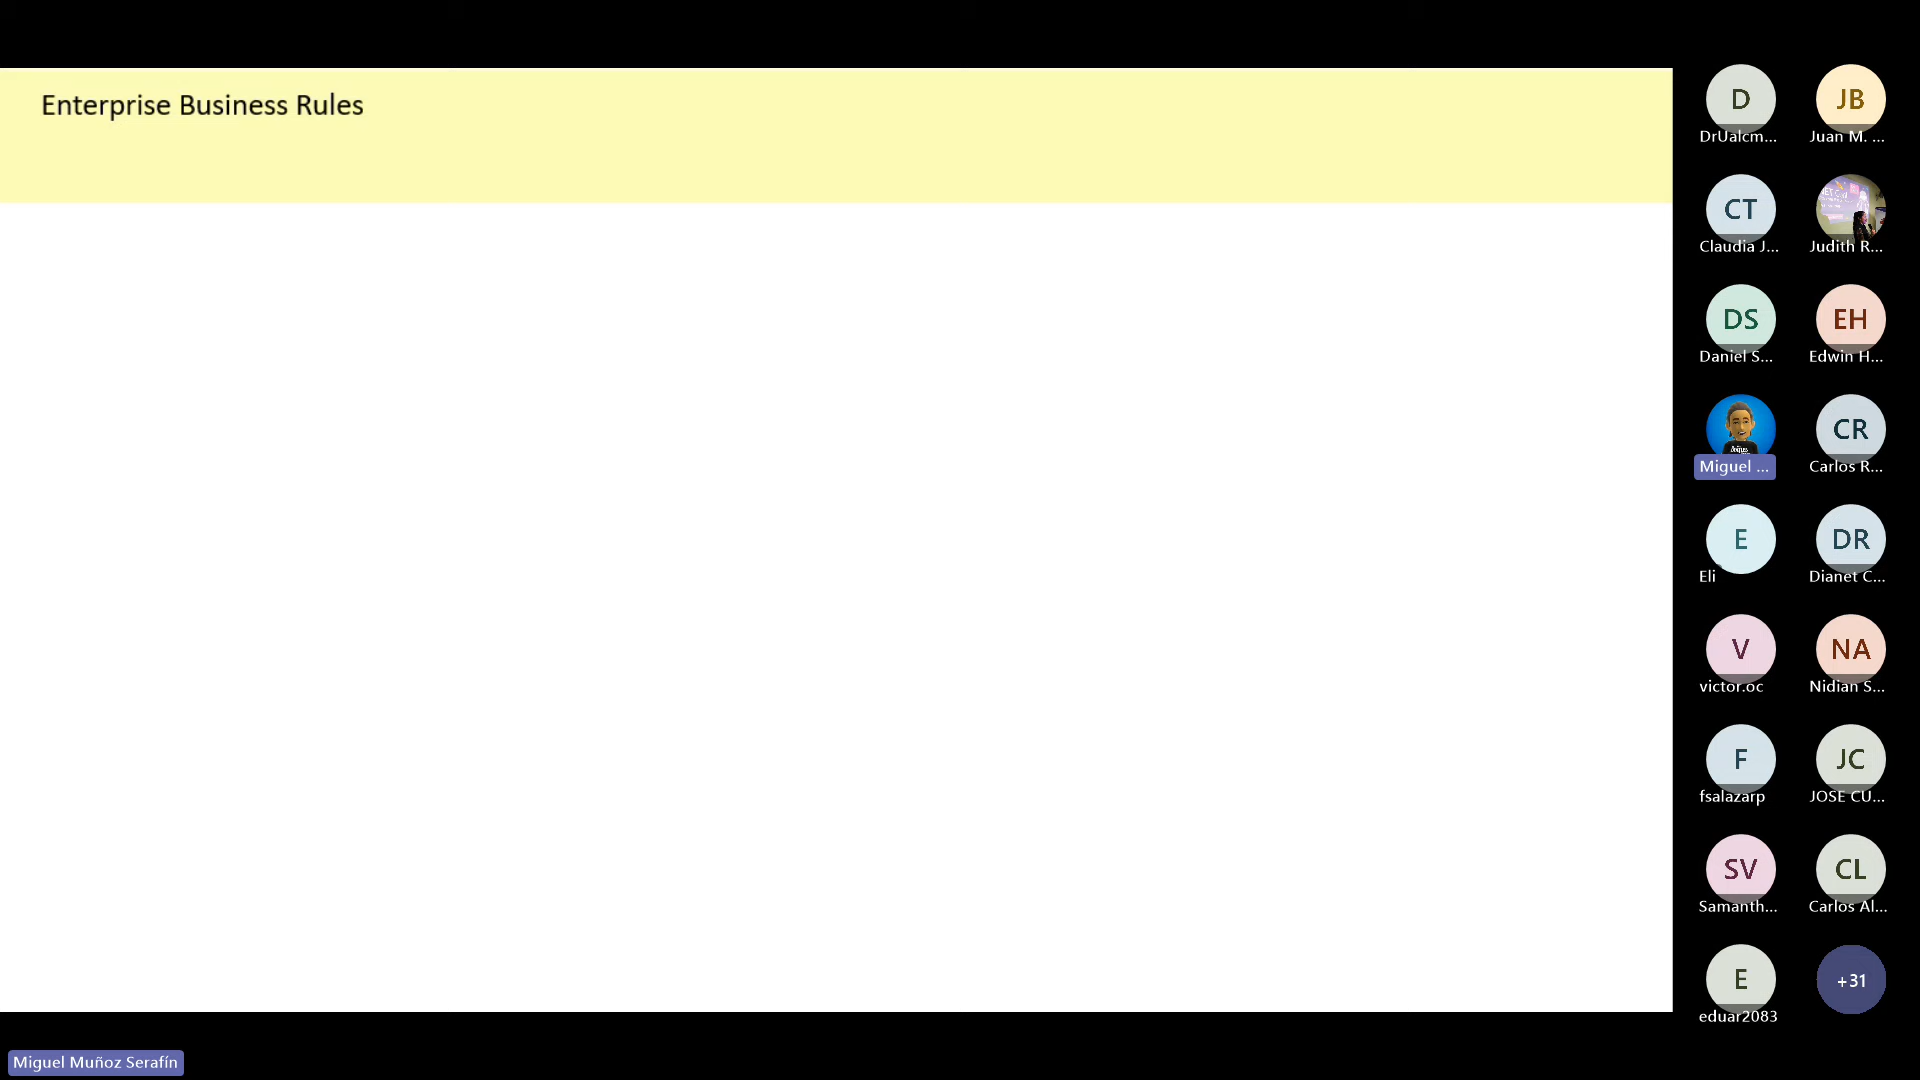 Enterprise Business Rules
D
DrUalcm...
JB
Juan M. ...
CT
Claudia J...
Judith R...
DS
Daniel S...
EH
Edwin H...
Miguel ...
CR
Carlos R...
E
Eli
DR
Dianet C...
V
victor.oc
NA
Nidian S...
F
fsalazarp
JC
JOSE CU...
SV
Samanth...
CL
Carlos Al...
E
eduar2083
+31
Miguel Muñoz Serafín